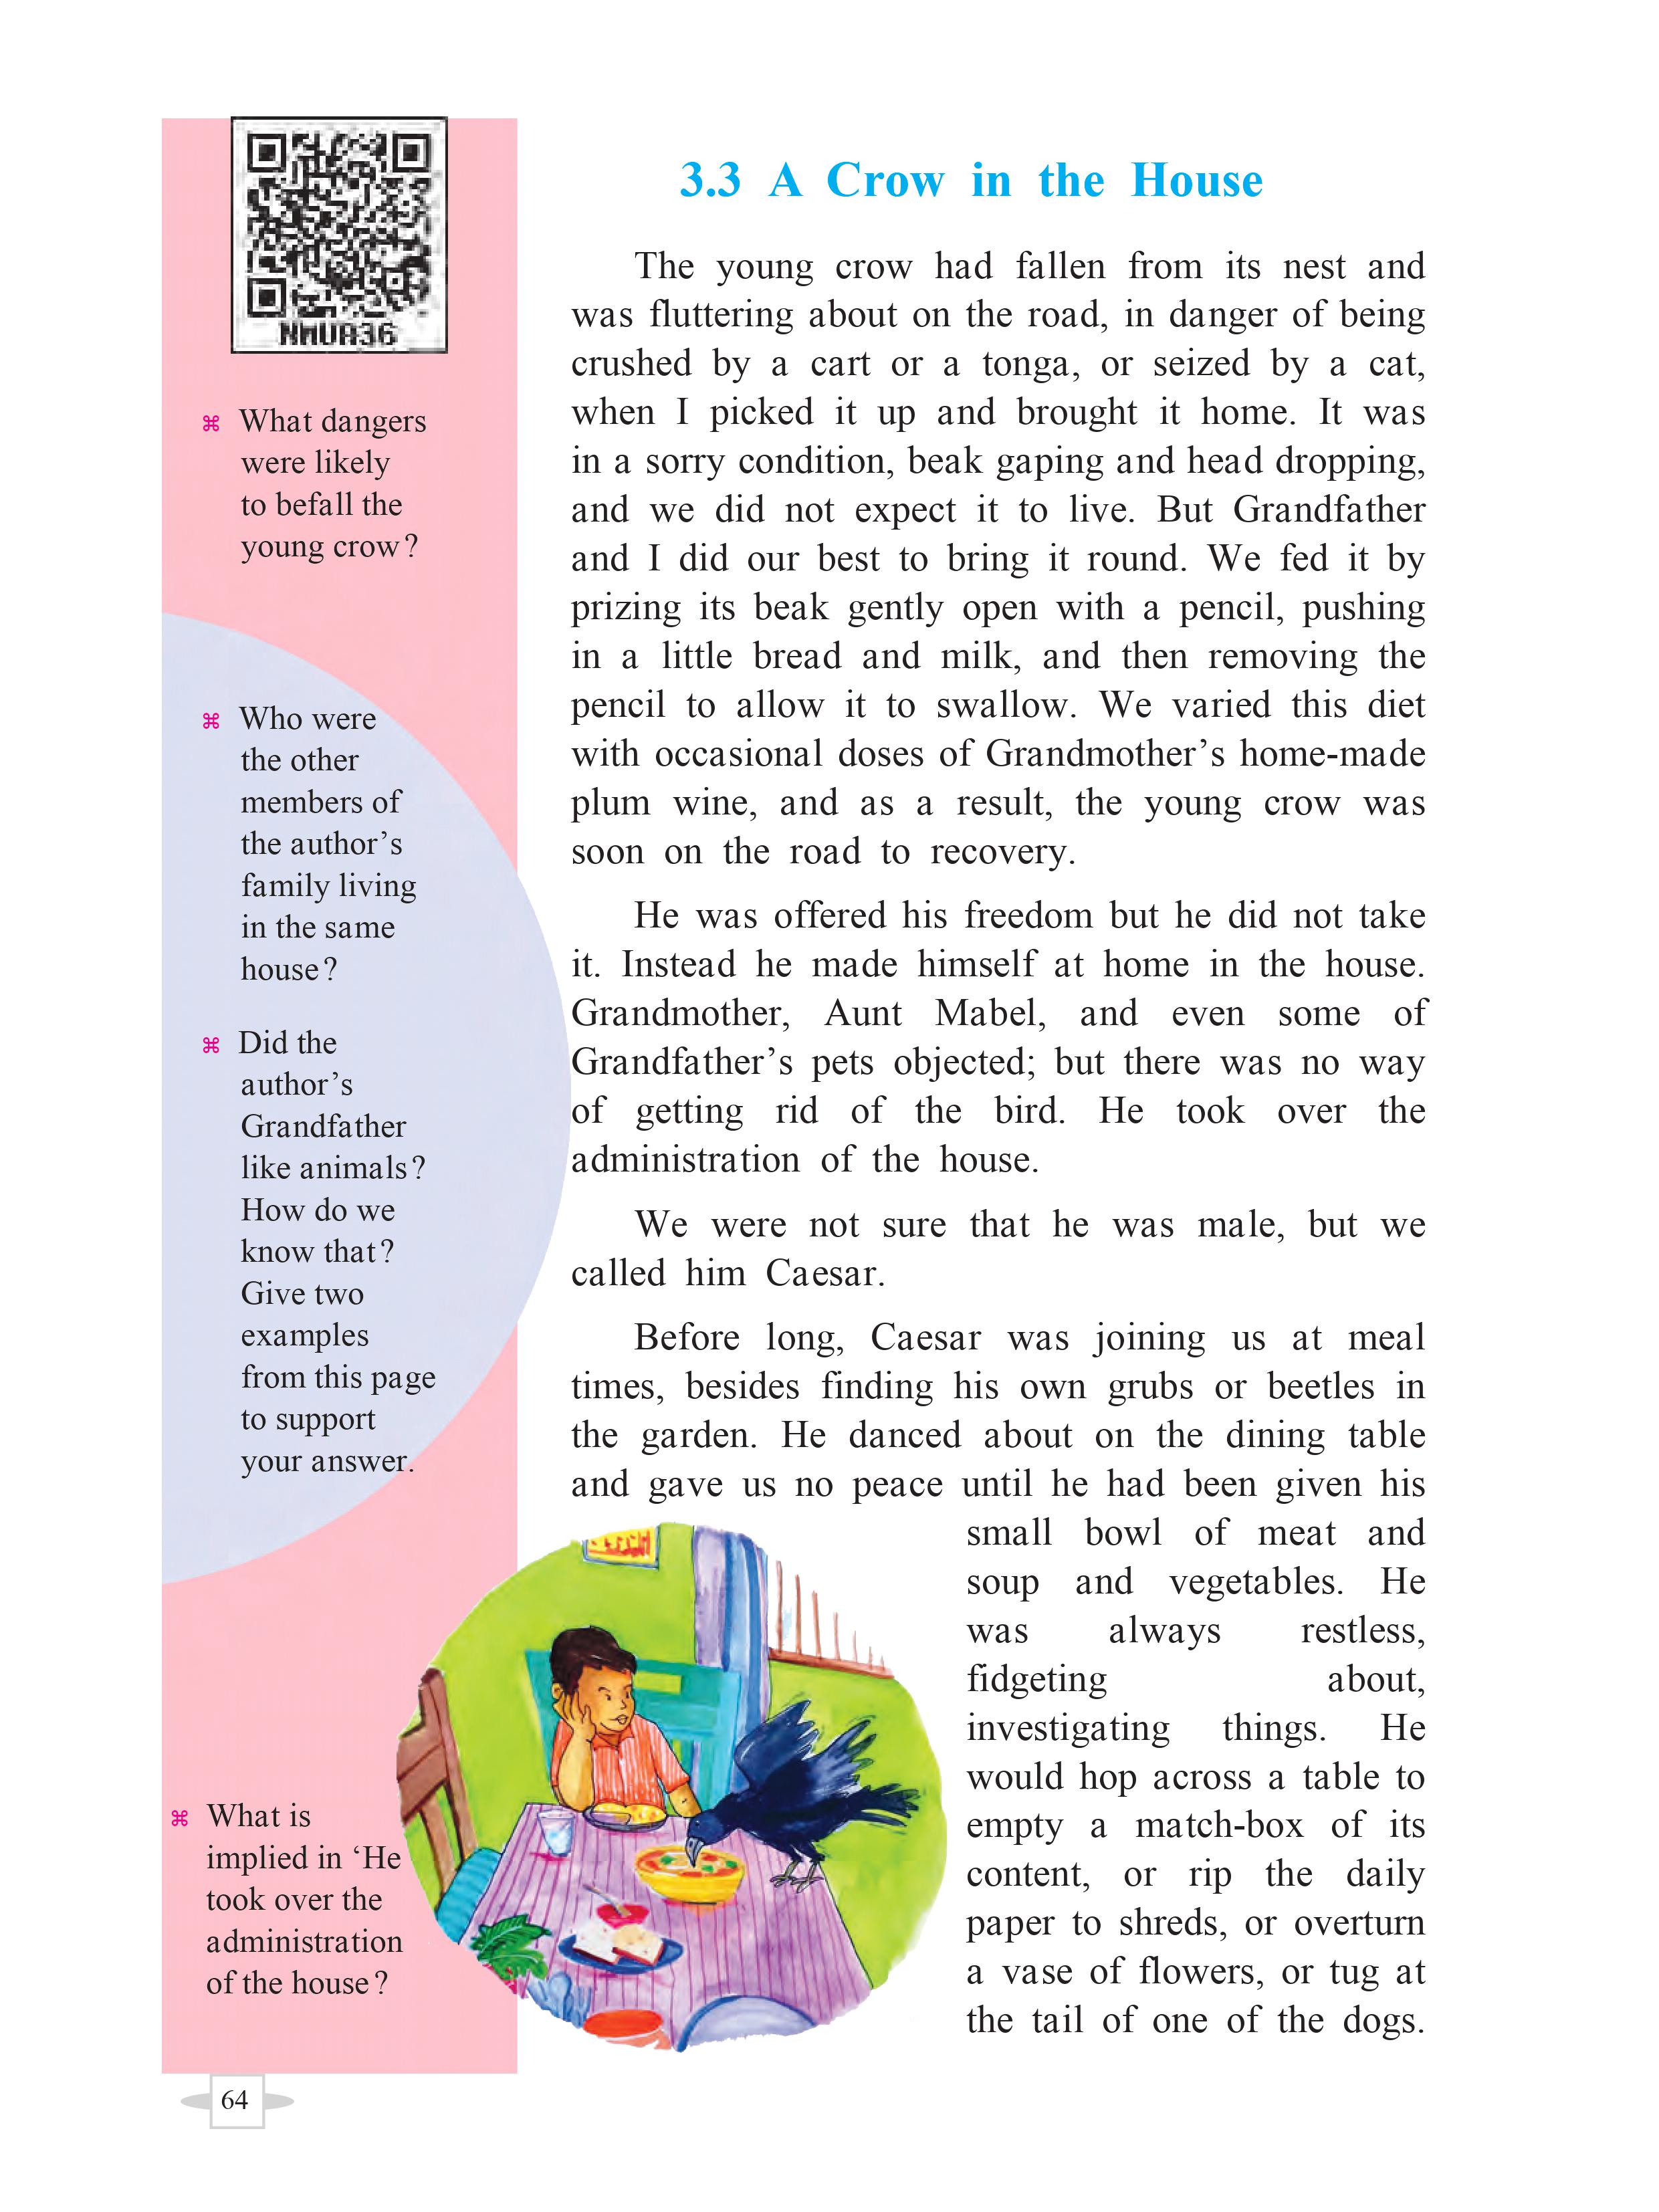 NMUA36
⌘ What dangers
were likely
to befall the
young crow?
⌘ Who were
the other
members of
the author’s
family living
in the same
house?
⌘ Did the
author’s
Grandfather
like animals?
How do we
know that?
Give two
examples
from this page
to support
your answer.
⌘ What is
implied in ‘He
took over the
administration
of the house?
3.3 A Crow in the House
The young crow had fallen from its nest and
was fluttering about on the road, in danger of being
crushed by a cart or a tonga, or seized by a cat,
when I picked it up and brought it home. It was
in a sorry condition, beak gaping and head dropping,
and we did not expect it to live. But Grandfather
and I did our best to bring it round. We fed it by
prizing its beak gently open with a pencil, pushing
in a little bread and milk, and then removing the
pencil to allow it to swallow. We varied this diet
with occasional doses of Grandmother’s home-made
plum wine, and as a result, the young crow was
soon on the road to recovery.
He was offered his freedom but he did not take
it. Instead he made himself at home in the house.
Grandmother, Aunt Mabel, and even some of
Grandfather’s pets objected; but there was no way
of getting rid of the bird. He took over the
administration of the house.
We were not sure that he was male, but we
called him Caesar.
Before long, Caesar was joining us at meal
times, besides finding his own grubs or beetles in
the garden. He danced about on the dining table
and gave us no peace until he had been given his
small bowl of meat and
soup and vegetables. He
was always restless,
fidgeting about,
investigating things. He
would hop across a table to
empty a match-box of its
content, or rip the daily
paper to shreds, or overturn
a vase of flowers, or tug at
the tail of one of the dogs.
64